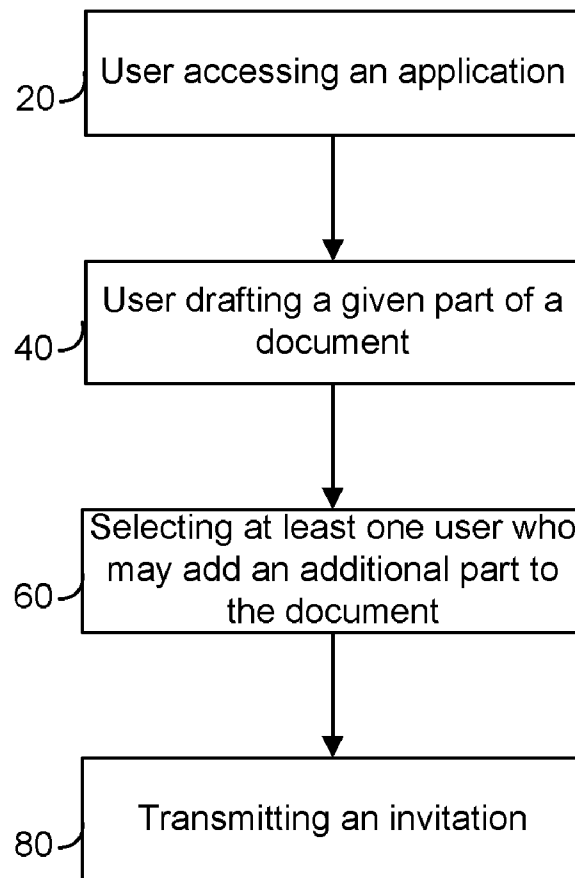 User accessing an application
20
User drafting a given part of a
document
40
Selecting at least one user who
may add an additional part to
the document
60
Transmitting an invitation
80